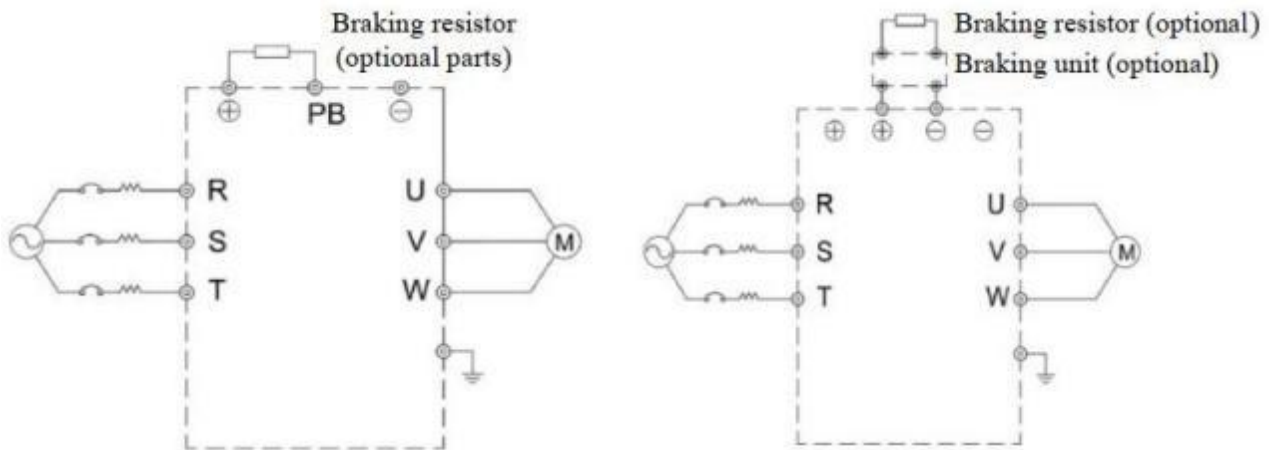 Braking resistor
(optional parts)
⊕ PB ⊖
R U
S V M
T W
Braking resistor (optional)
Braking unit (optional)
⊕ ⊕ ⊖ ⊖
R U
S V M
T W